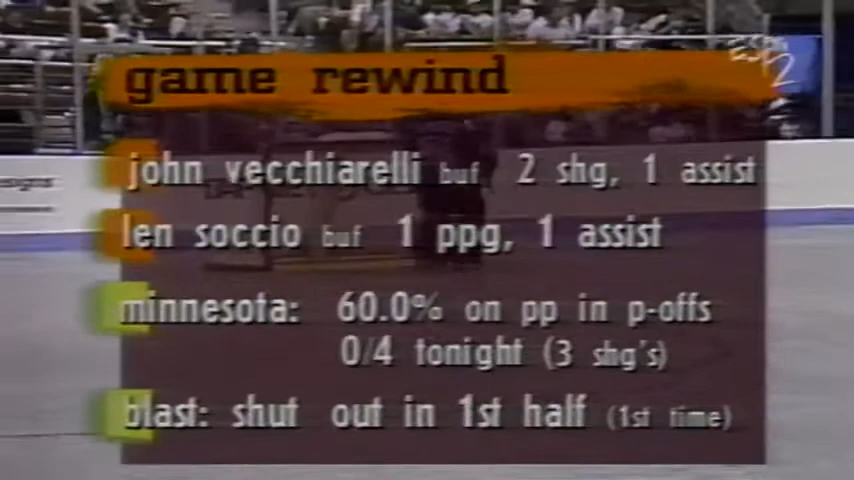 ESPN2
game rewind
john vecchiarelli buf 2 shg, 1 assist
len soccio buf 1 ppg, 1 assist
minnesota: 60.0% on pp in p-offs
0/4 tonight (3 shg's)
blast: shut out in 1st half (1st time)